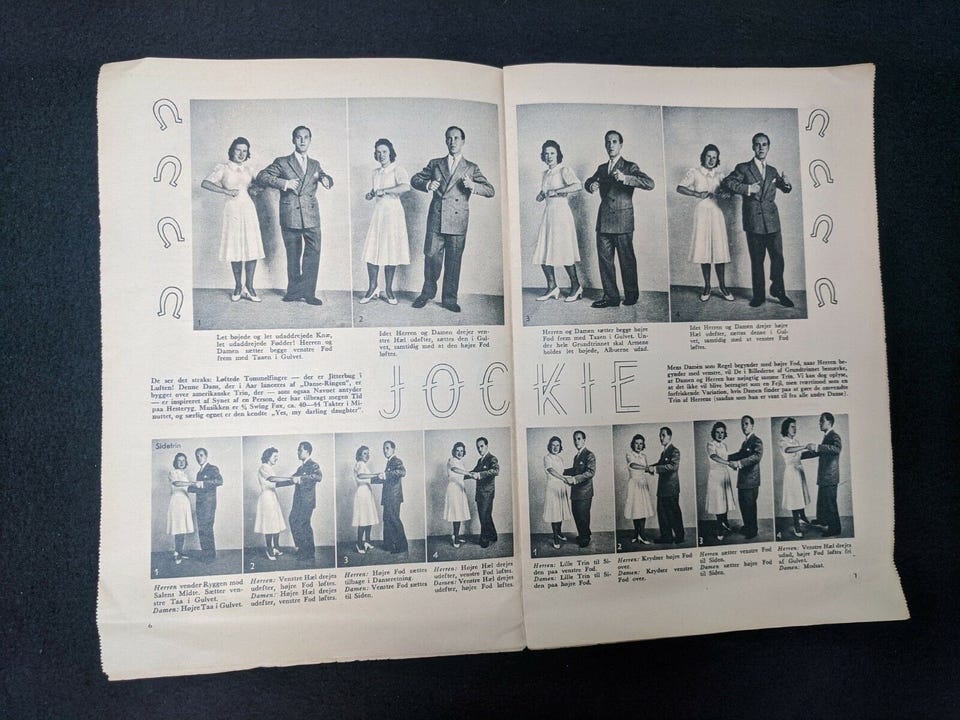 1
Let bøjede og let udaddrejede Knæ,
let udaddrejede Fødder! Herren og
Damen sætter begge venstre Fod
frem med Taaen i Gulvet.
2
Idet Herren og Damen drejer ven-
stre Hæl udefter, sættes den i Gul-
vet, samtidig med at den højre Fod
løftes.
3
Herren og Damen sætter begge højre
Fod frem med Taaen i Gulvet. Un-
der hele Grundtrinnet skal Armene
holdes let bøjede, Albuerne udad.
4
Idet Herren og Damen drejer højre
Hæl udefter, sættes denne i Gul-
vet, samtidig med at venstre Fod
løftes.
De ser det straks: Løftede Tommelfingre — der er Jitterbug i
Luften! Denne Dans, der i Aar lanceres af „Danse-Ringen", er
bygget over amerikanske Trin, der — som ogsaa Navnet antyder
— er inspireret af Synet af en Person, der har tilbragt megen Tid
paa Hesteryg. Musikken er ¾ Swing Fox, ca. 40—44 Takter i Mi-
nuttet, og særlig egnet er den kendte „Yes, my darling daughter".
JOCKIE
Mens Damen som Regel begynder med højre Fod, naar Herren be-
gynder med venstre, vil De i Billederne af Grundtrinnet bemærke,
at Damen og Herren har nøjagtig samme Trin. Vi kan dog oplyse,
at det ikke vil blive betragtet som en Fejl, men tværtimod som en
forfriskende Variation, hvis Damen finder paa at gøre de omvendte
Trin af Herrens (saadan som han er vant til fra alle andre Danse).
Sidetrin
1
Herren vender Ryggen mod
Salens Midte. Sætter ven-
stre Taa i Gulvet.
Damen: Højre Taa i Gulvet.
2
Herren: Venstre Hæl drejes
udefter, højre Fod løftes.
Damen: Højre Hæl drejes
udefter, venstre Fod løftes.
3
Herren: Højre Fod sættes
tilbage i Danseretning.
Damen: Venstre Fod sættes
til Siden.
4
Herren: Højre Hæl drejes
udefter, venstre Fod løftes.
Damen: Venstre Hæl drejes
udefter, højre Fod løftes.
1
Herren: Lille Trin til Si-
den paa venstre Fod.
Damen: Lille Trin til Si-
den paa højre Fod.
2
Herren: Krydser højre Fod
over.
Damen: Krydser venstre
Fod over.
3
Herren sætter venstre Fod
til Siden.
Damen sætter højre Fod
til Siden.
4
Herren: Venstre Hæl drejes
udad, højre Fod løftes fri
af Gulvet.
Damen: Modsat.
6